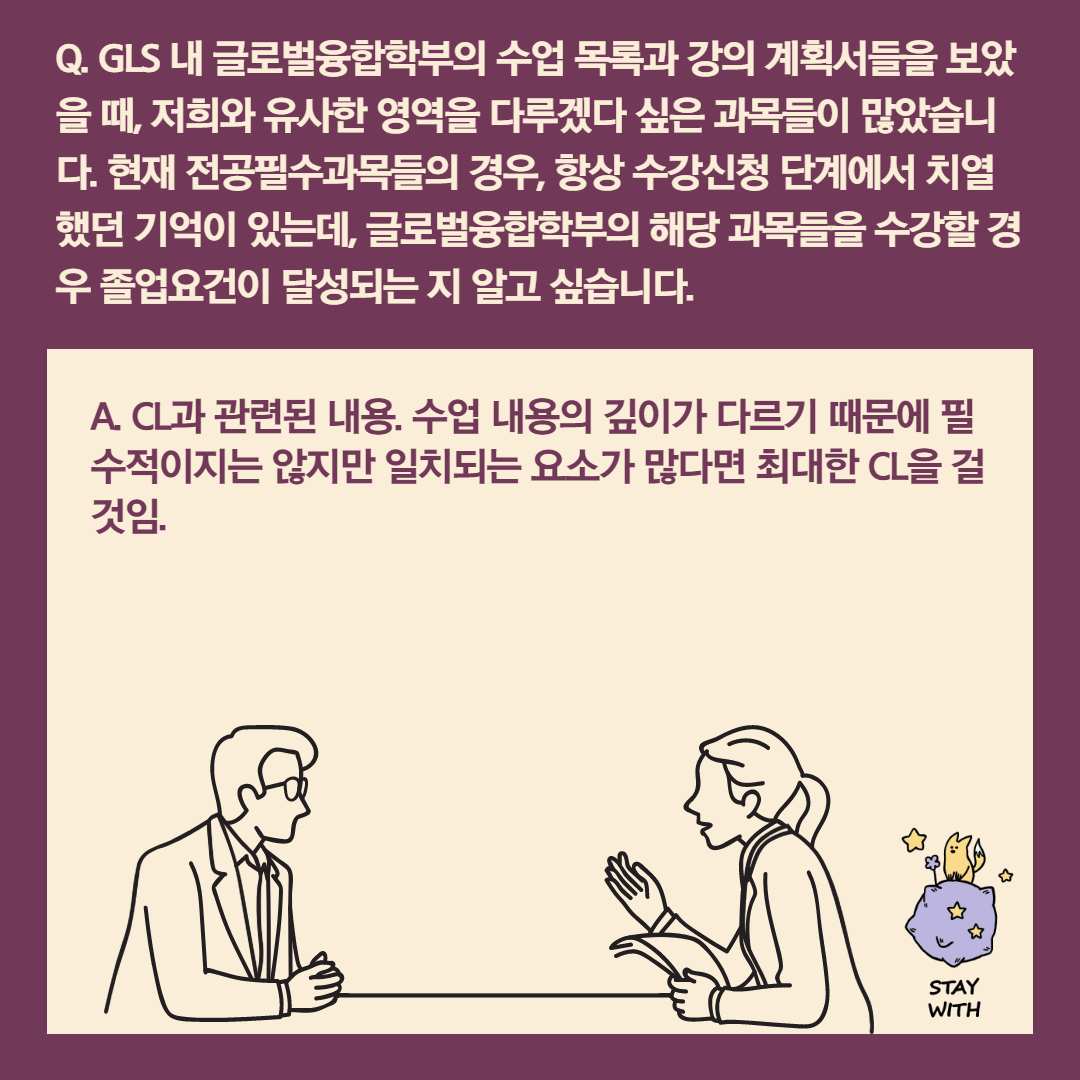 Q. GLS 내 글로벌융합학부의 수업 목록과 강의 계획서들을 보았
을 때, 저희와 유사한 영역을 다루겠다 싶은 과목들이 많았습니
다. 현재 전공필수과목들의 경우, 항상 수강신청 단계에서 치열
했던 기억이 있는데, 글로벌융합학부의 해당 과목들을 수강할 경
우 졸업요건이 달성되는 지 알고 싶습니다.
A. CL과 관련된 내용. 수업 내용의 깊이가 다르기 때문에 필
수적이지는 않지만 일치되는 요소가 많다면 최대한 CL을 걸
것임.
STAY
WITH